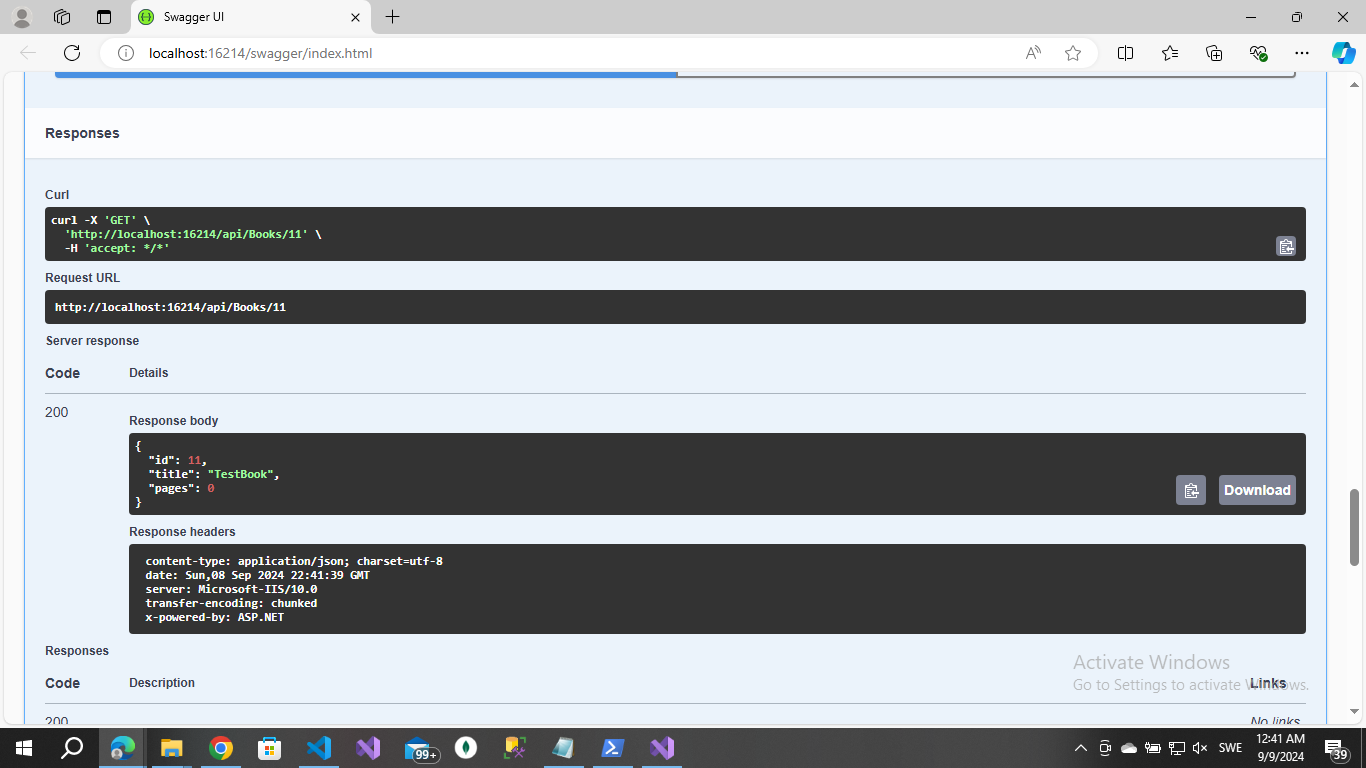 Swagger UI
localhost:16214/swagger/index.html
Responses
Curl
curl -X 'GET' \
'http://localhost:16214/api/Books/11' \
-H 'accept: */*'
Request URL
http://localhost:16214/api/Books/11
Server response
Code Details
200
Response body
{
"id": 11,
"title": "TestBook",
"pages": 0
}
Download
Response headers
content-type: application/json; charset=utf-8
date: Sun,08 Sep 2024 22:41:39 GMT
server: Microsoft-IIS/10.0
transfer-encoding: chunked
x-powered-by: ASP.NET
Responses
Activate Windows
Code Description Links
Go to Settings to activate Windows.
200 No links
99+
SWE
12:41 AM
9/9/2024
39